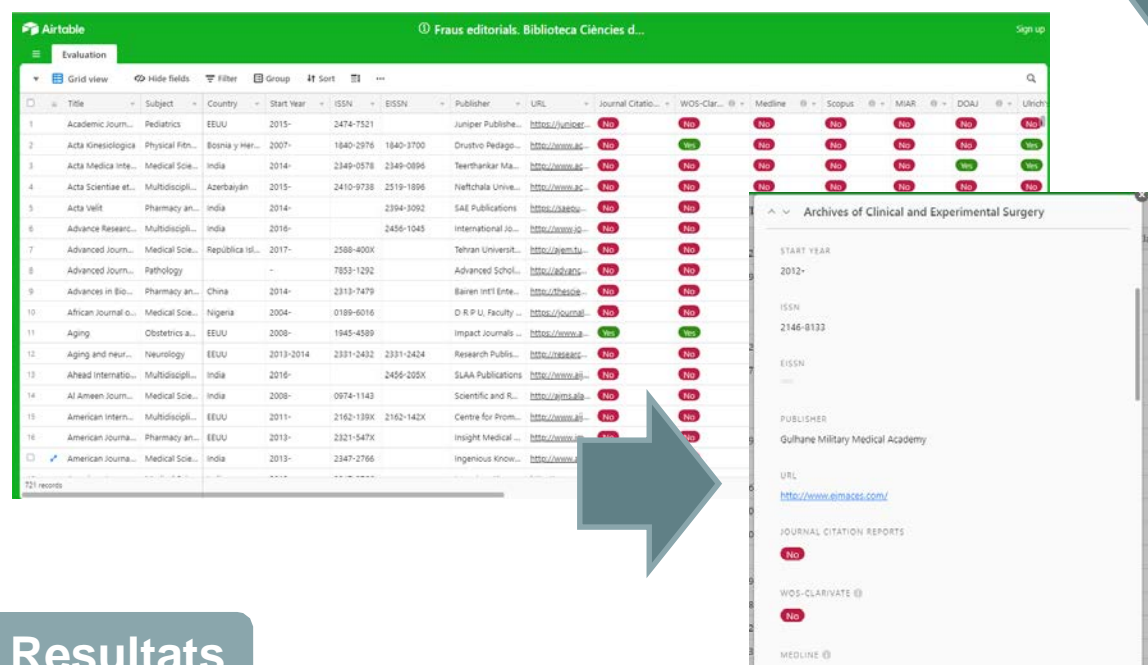 Airtable
Fraus editorials. Biblioteca Ciències d...
Sign up
Evaluation
Grid view Hide fields Filter Group Sort ...
Title Subject Country Start Year ISSN EISSN Publisher URL Journal Citatio... WOS-Clar... Medline Scopus MIAR DOAJ Ulrich's
1 Academic Journ... Pediatrics EEUU 2015- 2474-7521 Juniper Publishe... https://juniper... No No No No No No No
2 Acta Kinesiologica Physical Fitn... Bosnia y Her... 2007- 1840-2976 1840-3700 Drustvo Pedago... http://www.ac... No Yes No No No No Yes
3 Acta Medica Inte... Medical Scie... India 2014- 2349-0578 2349-0896 Teerthankar Ma... http://www.ac... No No No No No Yes Yes
4 Acta Scientiae et... Multidiscipli... Azerbaiyán 2015- 2410-9738 2519-1896 Neftchala Unive... http://www.ac... No No No No No No No
5 Acta Velit Pharmacy an... India 2014- 2394-3092 SAE Publications https://saepu... No No
6 Advance Researc... Multidiscipli... India 2016- 2456-1045 International Jo... http://www.jo... No No
7 Advanced Journ... Medical Scie... República Isl... 2017- 2588-400X Tehran Universit... http://ajem.tu... No No
8 Advanced Journ... Pathology - 7853-1292 Advanced Schol... http://advanc... No No
9 Advances in Bio... Pharmacy an... China 2014- 2313-7479 Bairen Int'l Ente... http://thescie... No No
10 African Journal o... Medical Scie... Nigeria 2004- 0189-6016 D R P U, Faculty ... https://journal... No No
11 Aging Obstetrics a... EEUU 2008- 1945-4589 Impact Journals ... https://www.a... Yes Yes
12 Aging and neur... Neurology EEUU 2013-2014 2331-2432 2331-2424 Research Publis... http://researc... No No
13 Ahead Internatio... Multidiscipli... India 2016- 2456-205X SLAA Publications http://www.aij... No No
14 Al Ameen Journ... Medical Scie... India 2008- 0974-1143 Scientific and R... http://ajms.ala... No No
15 American Intern... Multidiscipli... EEUU 2011- 2162-139X 2162-142X Centre for Prom... http://www.aij... No No
16 American Journa... Pharmacy an... EEUU 2013- 2321-547X Insight Medical ... No No
American Journa... Medical Scie... India 2013- 2347-2766 Ingenious Know... http://www.a No
721 records
Archives of Clinical and Experimental Surgery
START YEAR
2012-
ISSN
2146-8133
EISSN
PUBLISHER
Gulhane Military Medical Academy
URL
http://www.ejmaces.com/
JOURNAL CITATION REPORTS
No
WOS-CLARIVATE
No
MEDLINE
Resultats